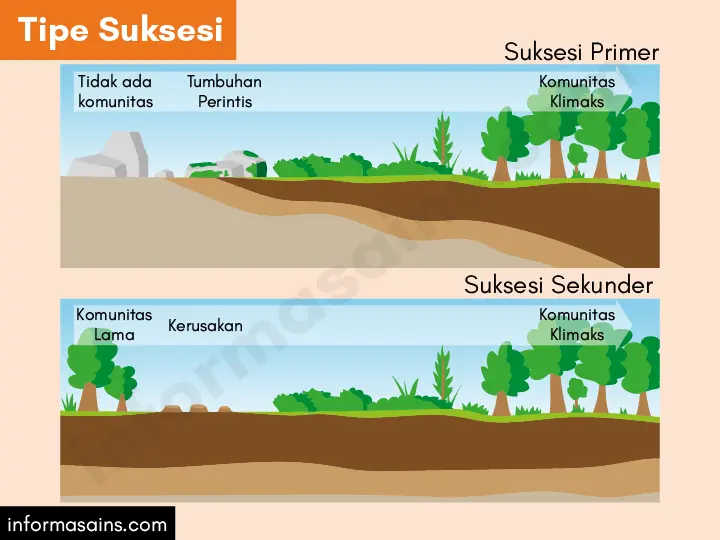 Tipe Suksesi
Suksesi Primer
Tidak ada
komunitas
Tumbuhan
Perintis
Komunitas
Klimaks
Suksesi Sekunder
Komunitas
Lama
Kerusakan
Komunitas
Klimaks
informasains.com
informasains.com